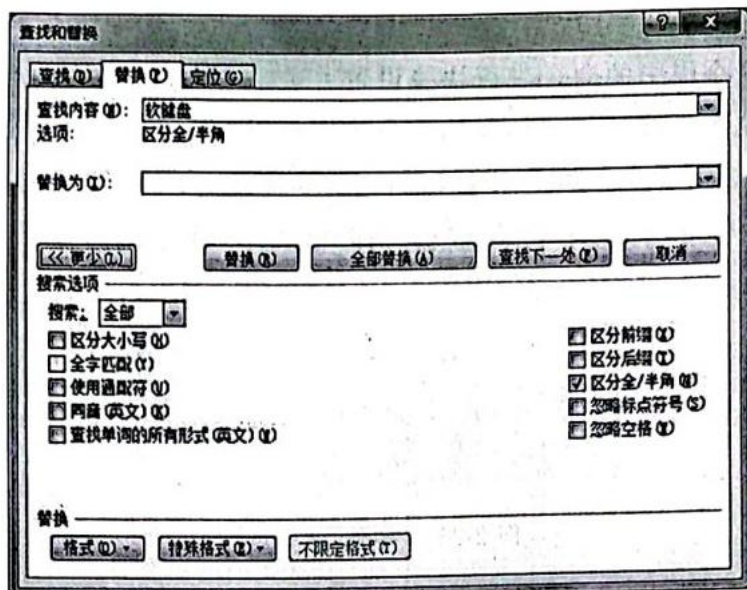 查找和替换
查找(D) 替换(P) 定位(G)
查找内容(N): 软键盘
选项: 区分全/半角
替换为(I):
<< 更少(L) 替换(R) 全部替换(A) 查找下一处(F) 取消
搜索选项
搜索: 全部
区分大小写(H)
全字匹配(Y)
使用通配符(U)
同音(英文)(K)
查找单词的所有形式(英文)(W)
区分前缀(X)
区分后缀(T)
区分全/半角(M)
忽略标点符号(S)
忽略空格(W)
替换
格式(O) 特殊格式(E) 不限定格式(T)